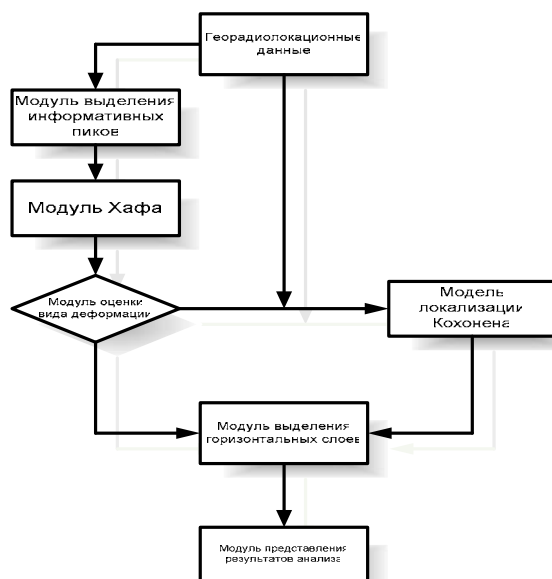 Георадиолокационные
данные
Модуль выделения
информативных
пиков
Модуль Хафа
Модуль оценки
вида деформации
Модель
локализации
Кохонена
Модуль выделения
горизонтальных слоев
Модуль представления
результатов анализа